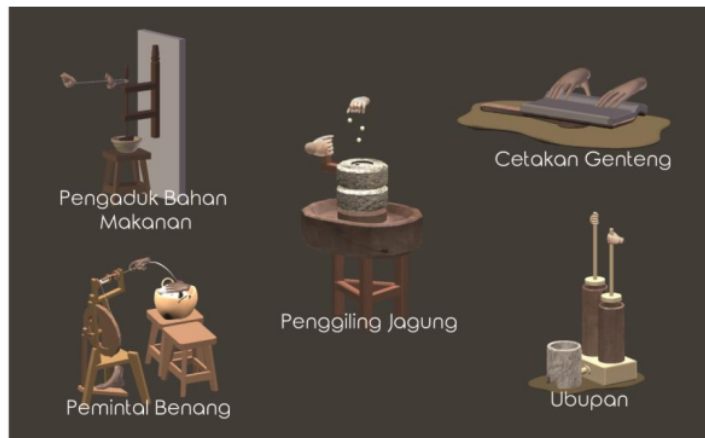 Pengaduk Bahan
Makanan
Cetakan Genteng
Penggiling Jagung
Pemintal Benang
Ubupan